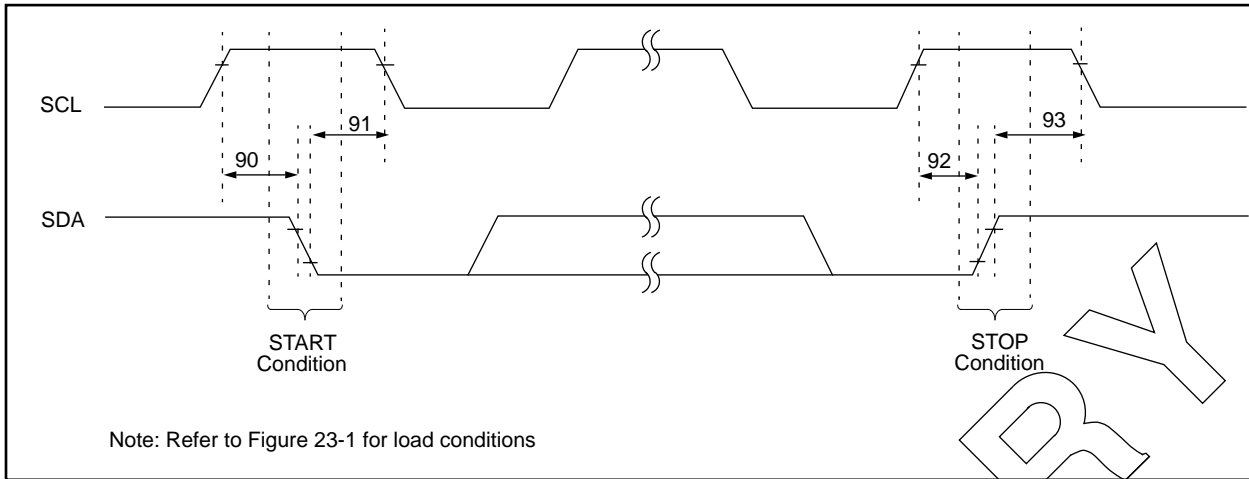 SCL
91
93
90
92
SDA
START
Condition
STOP
Condition
R Y
Note: Refer to Figure 23-1 for load conditions